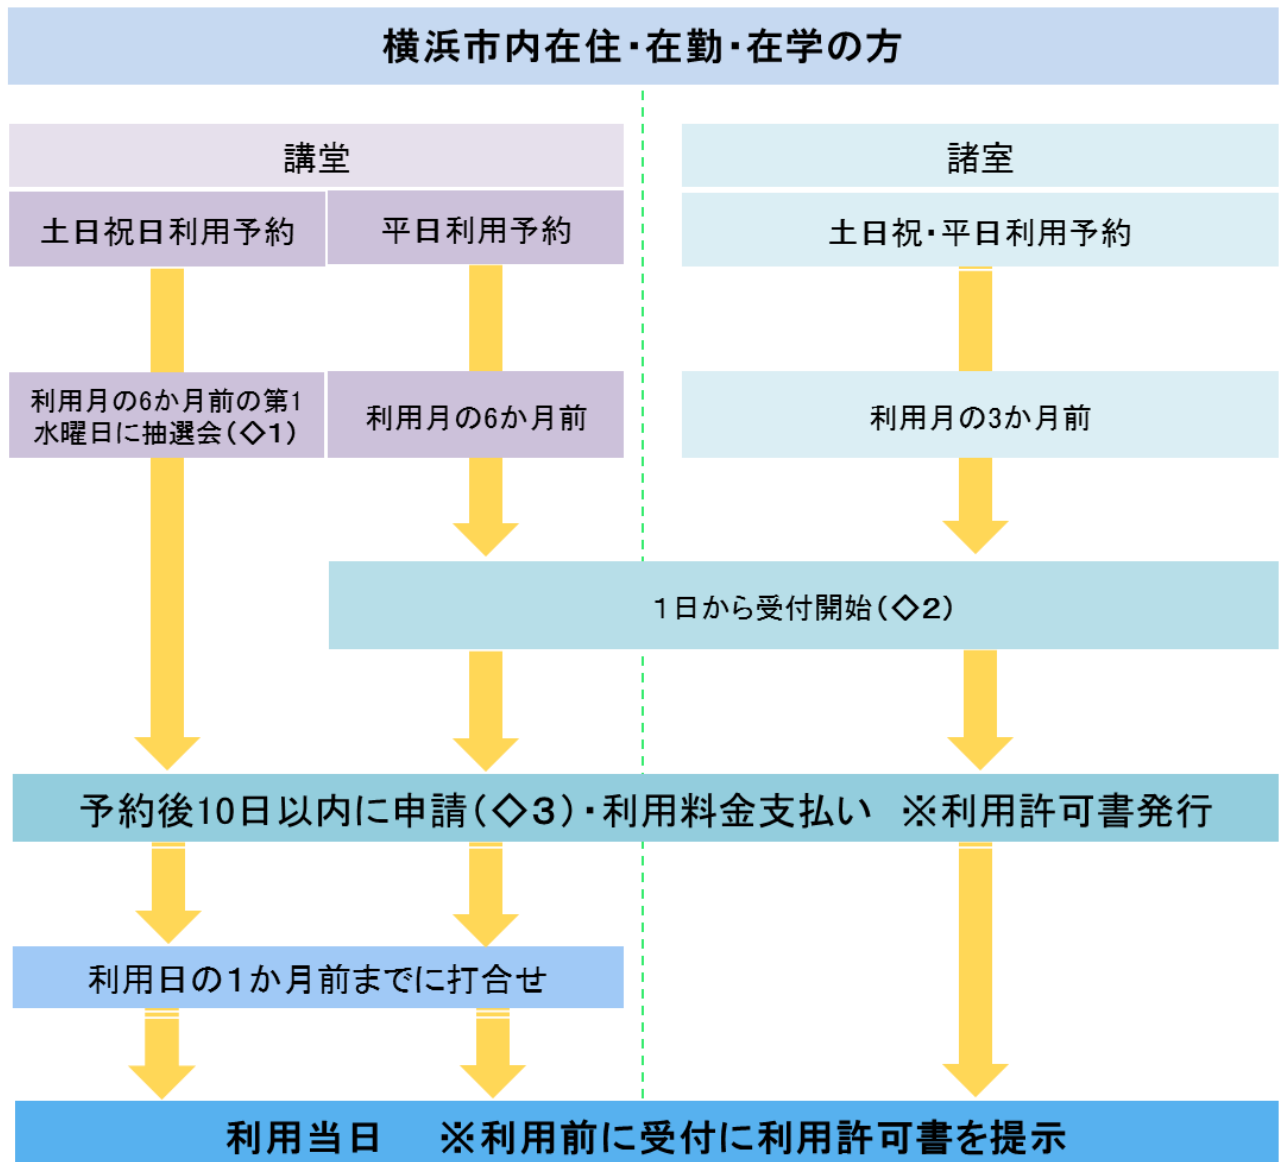 横浜市内在住・在勤・在学の方
講堂
諸室
土日祝日利用予約
平日利用予約
土日祝・平日利用予約
利用月の6か月前の第1
水曜日に抽選会(◇1)
利用月の6か月前
利用月の3か月前
1日から受付開始(◇2)
予約後10日以内に申請(◇3)・利用料金支払い ※利用許可書発行
利用日の1か月前までに打合せ
利用当日 ※利用前に受付に利用許可書を提示